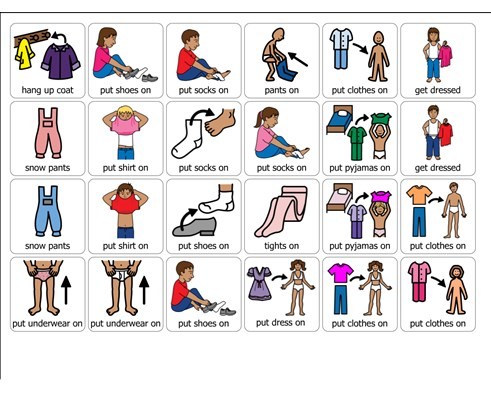 hang up coat
put shoes on
put socks on
pants on
put clothes on
get dressed
snow pants
put shirt on
put socks on
put socks on
put pyjamas on
get dressed
snow pants
put shirt on
put shoes on
tights on
put pyjamas on
put clothes on
put underwear on
put underwear on
put shoes on
put dress on
put clothes on
put clothes on